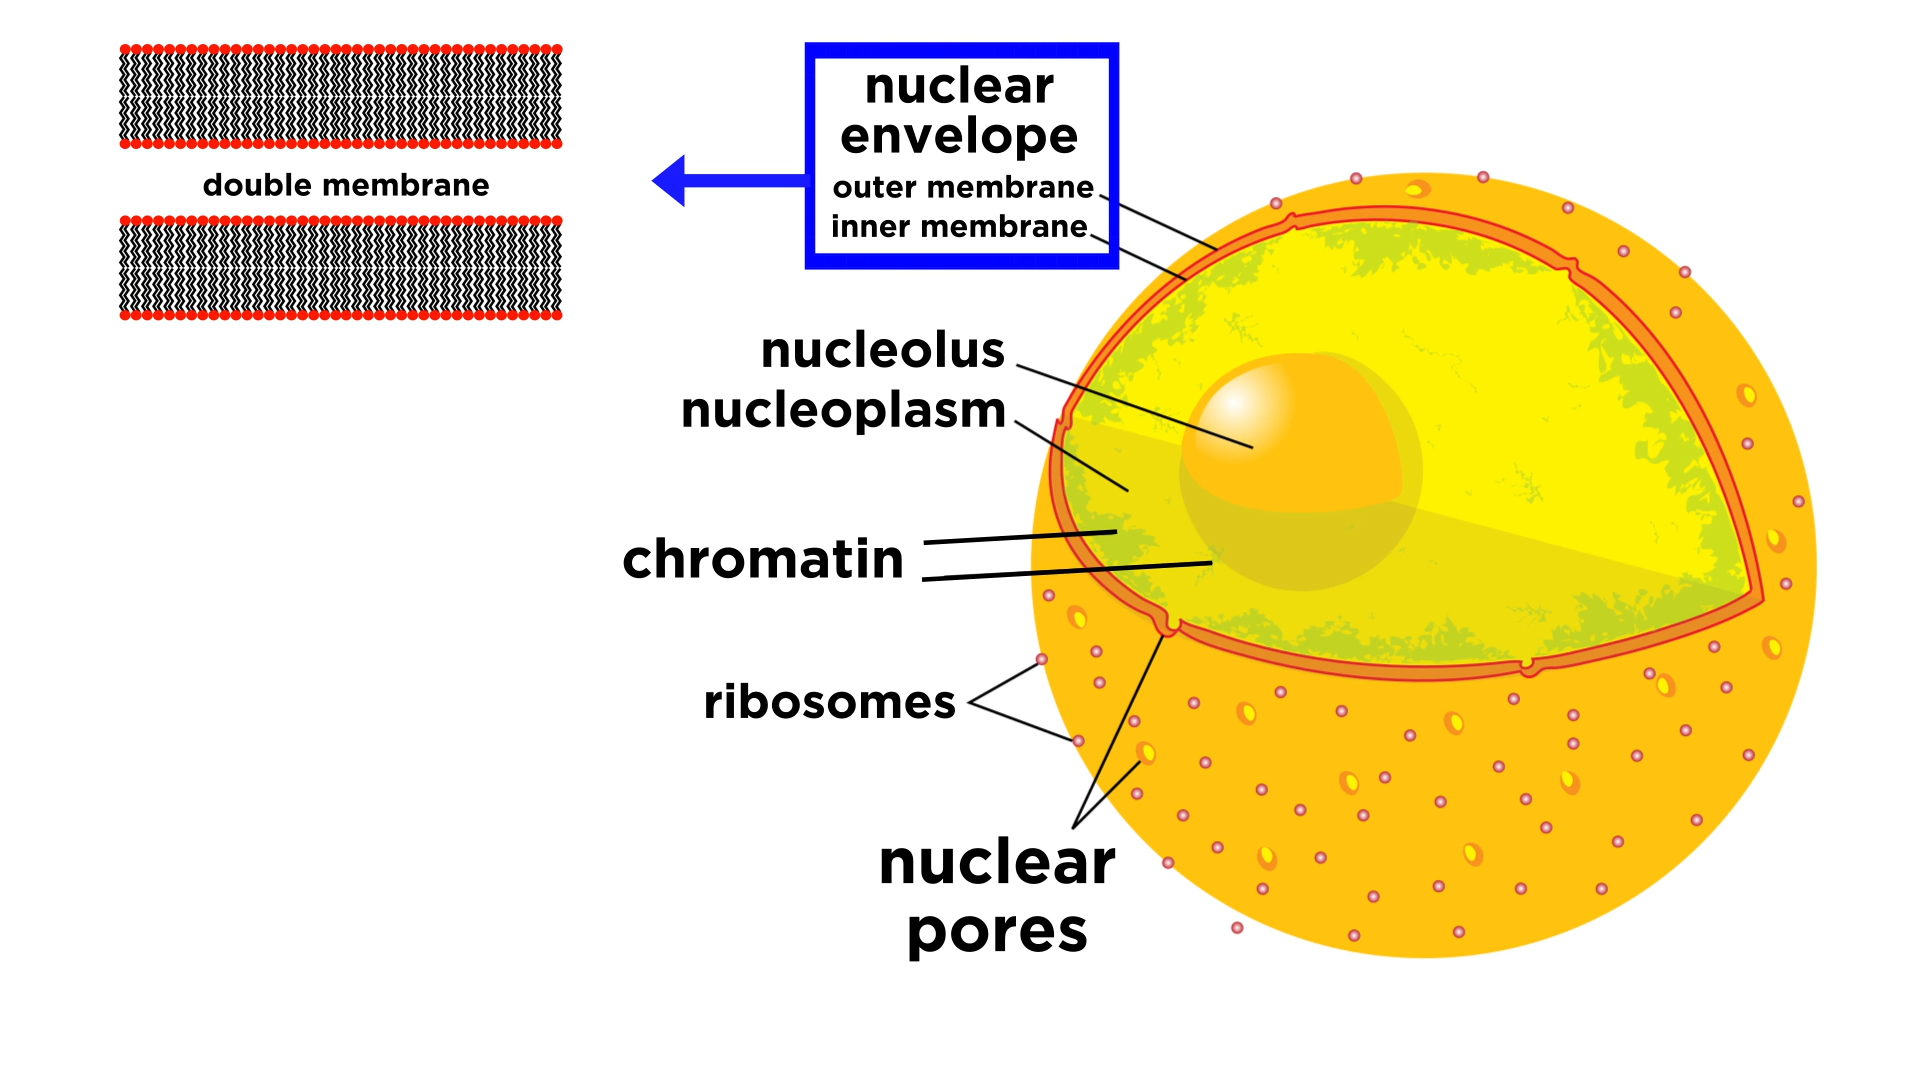 double membrane
nuclear
envelope
outer membrane
inner membrane
nucleolus
nucleoplasm
chromatin
ribosomes
nuclear
pores